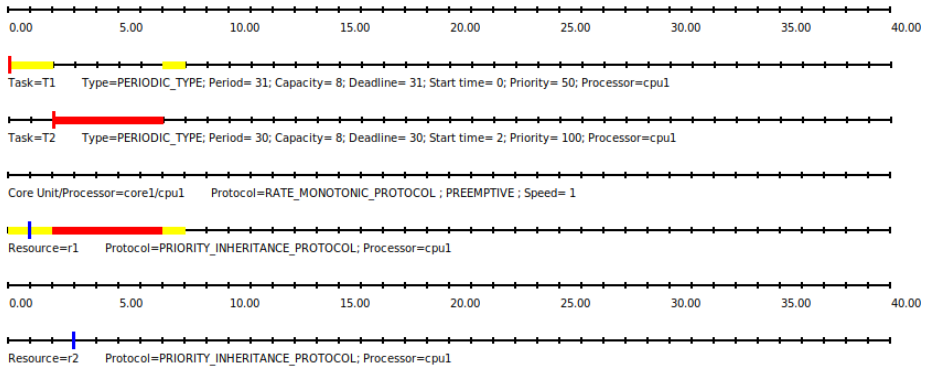 0.00 5.00 10.00 15.00 20.00 25.00 30.00 35.00 40.00
Task=T1 Type=PERIODIC_TYPE; Period= 31; Capacity= 8; Deadline= 31; Start time= 0; Priority= 50; Processor=cpu1
Task=T2 Type=PERIODIC_TYPE; Period= 30; Capacity= 8; Deadline= 30; Start time= 2; Priority= 100; Processor=cpu1
Core Unit/Processor=core1/cpu1 Protocol=RATE_MONOTONIC_PROTOCOL ; PREEMPTIVE ; Speed= 1
Resource=r1 Protocol=PRIORITY_INHERITANCE_PROTOCOL; Processor=cpu1
0.00 5.00 10.00 15.00 20.00 25.00 30.00 35.00 40.00
Resource=r2 Protocol=PRIORITY_INHERITANCE_PROTOCOL; Processor=cpu1